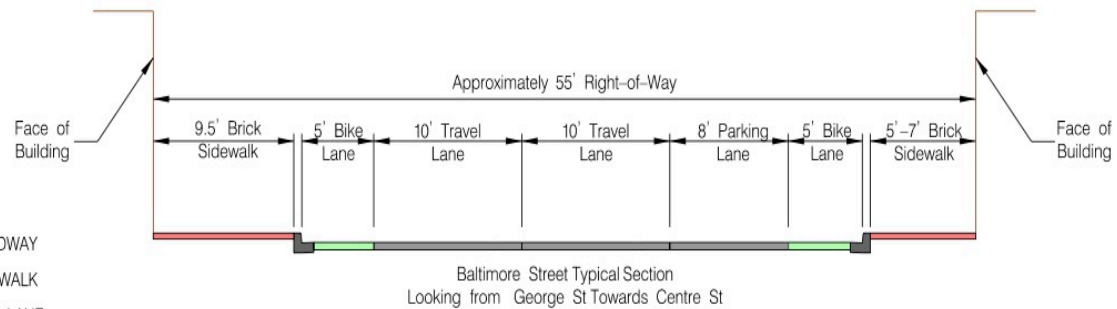 Approximately 55' Right-of-Way
Face of
Building
9.5' Brick
Sidewalk
5' Bike
Lane
10' Travel
Lane
10' Travel
Lane
8' Parking
Lane
5' Bike
Lane
5'-7' Brick
Sidewalk
Face of
Building
WALK
Baltimore Street Typical Section
Looking from George St Towards Centre St